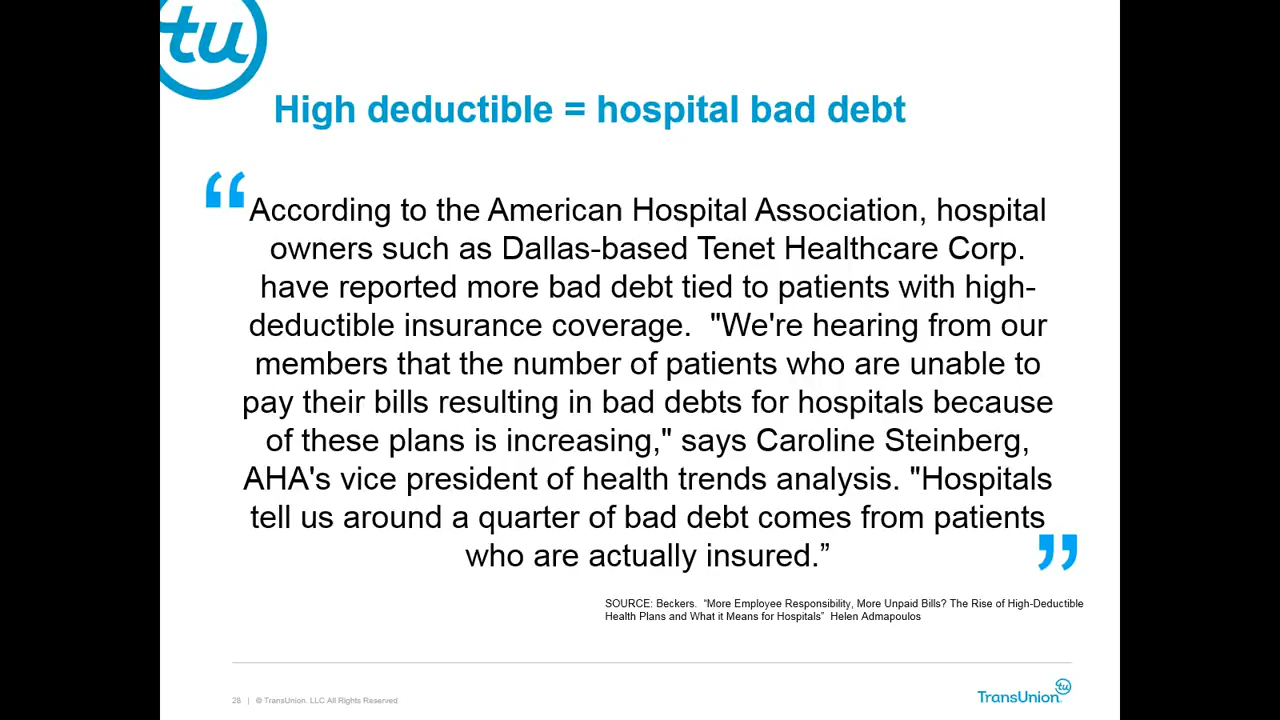 tu
High deductible = hospital bad debt
“
According to the American Hospital Association, hospital
owners such as Dallas-based Tenet Healthcare Corp.
have reported more bad debt tied to patients with high-
deductible insurance coverage.  "We're hearing from our
members that the number of patients who are unable to
pay their bills resulting in bad debts for hospitals because
of these plans is increasing," says Caroline Steinberg,
AHA's vice president of health trends analysis. "Hospitals
tell us around a quarter of bad debt comes from patients
who are actually insured.”
”
SOURCE: Beckers.  “More Employee Responsibility, More Unpaid Bills? The Rise of High-Deductible
Health Plans and What it Means for Hospitals”  Helen Admapoulos
28 | © TransUnion. LLC All Rights Reserved
TransUnion tu